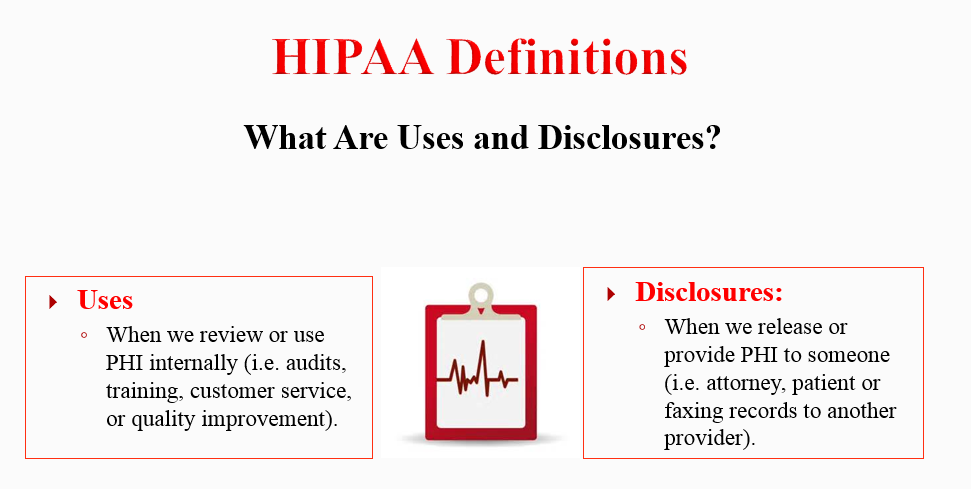 HIPAA Definitions
What Are Uses and Disclosures?
Uses
When we review or use
PHI internally (i.e. audits,
training, customer service,
or quality improvement).
Disclosures:
When we release or
provide PHI to someone
(i.e. attorney, patient or
faxing records to another
provider).